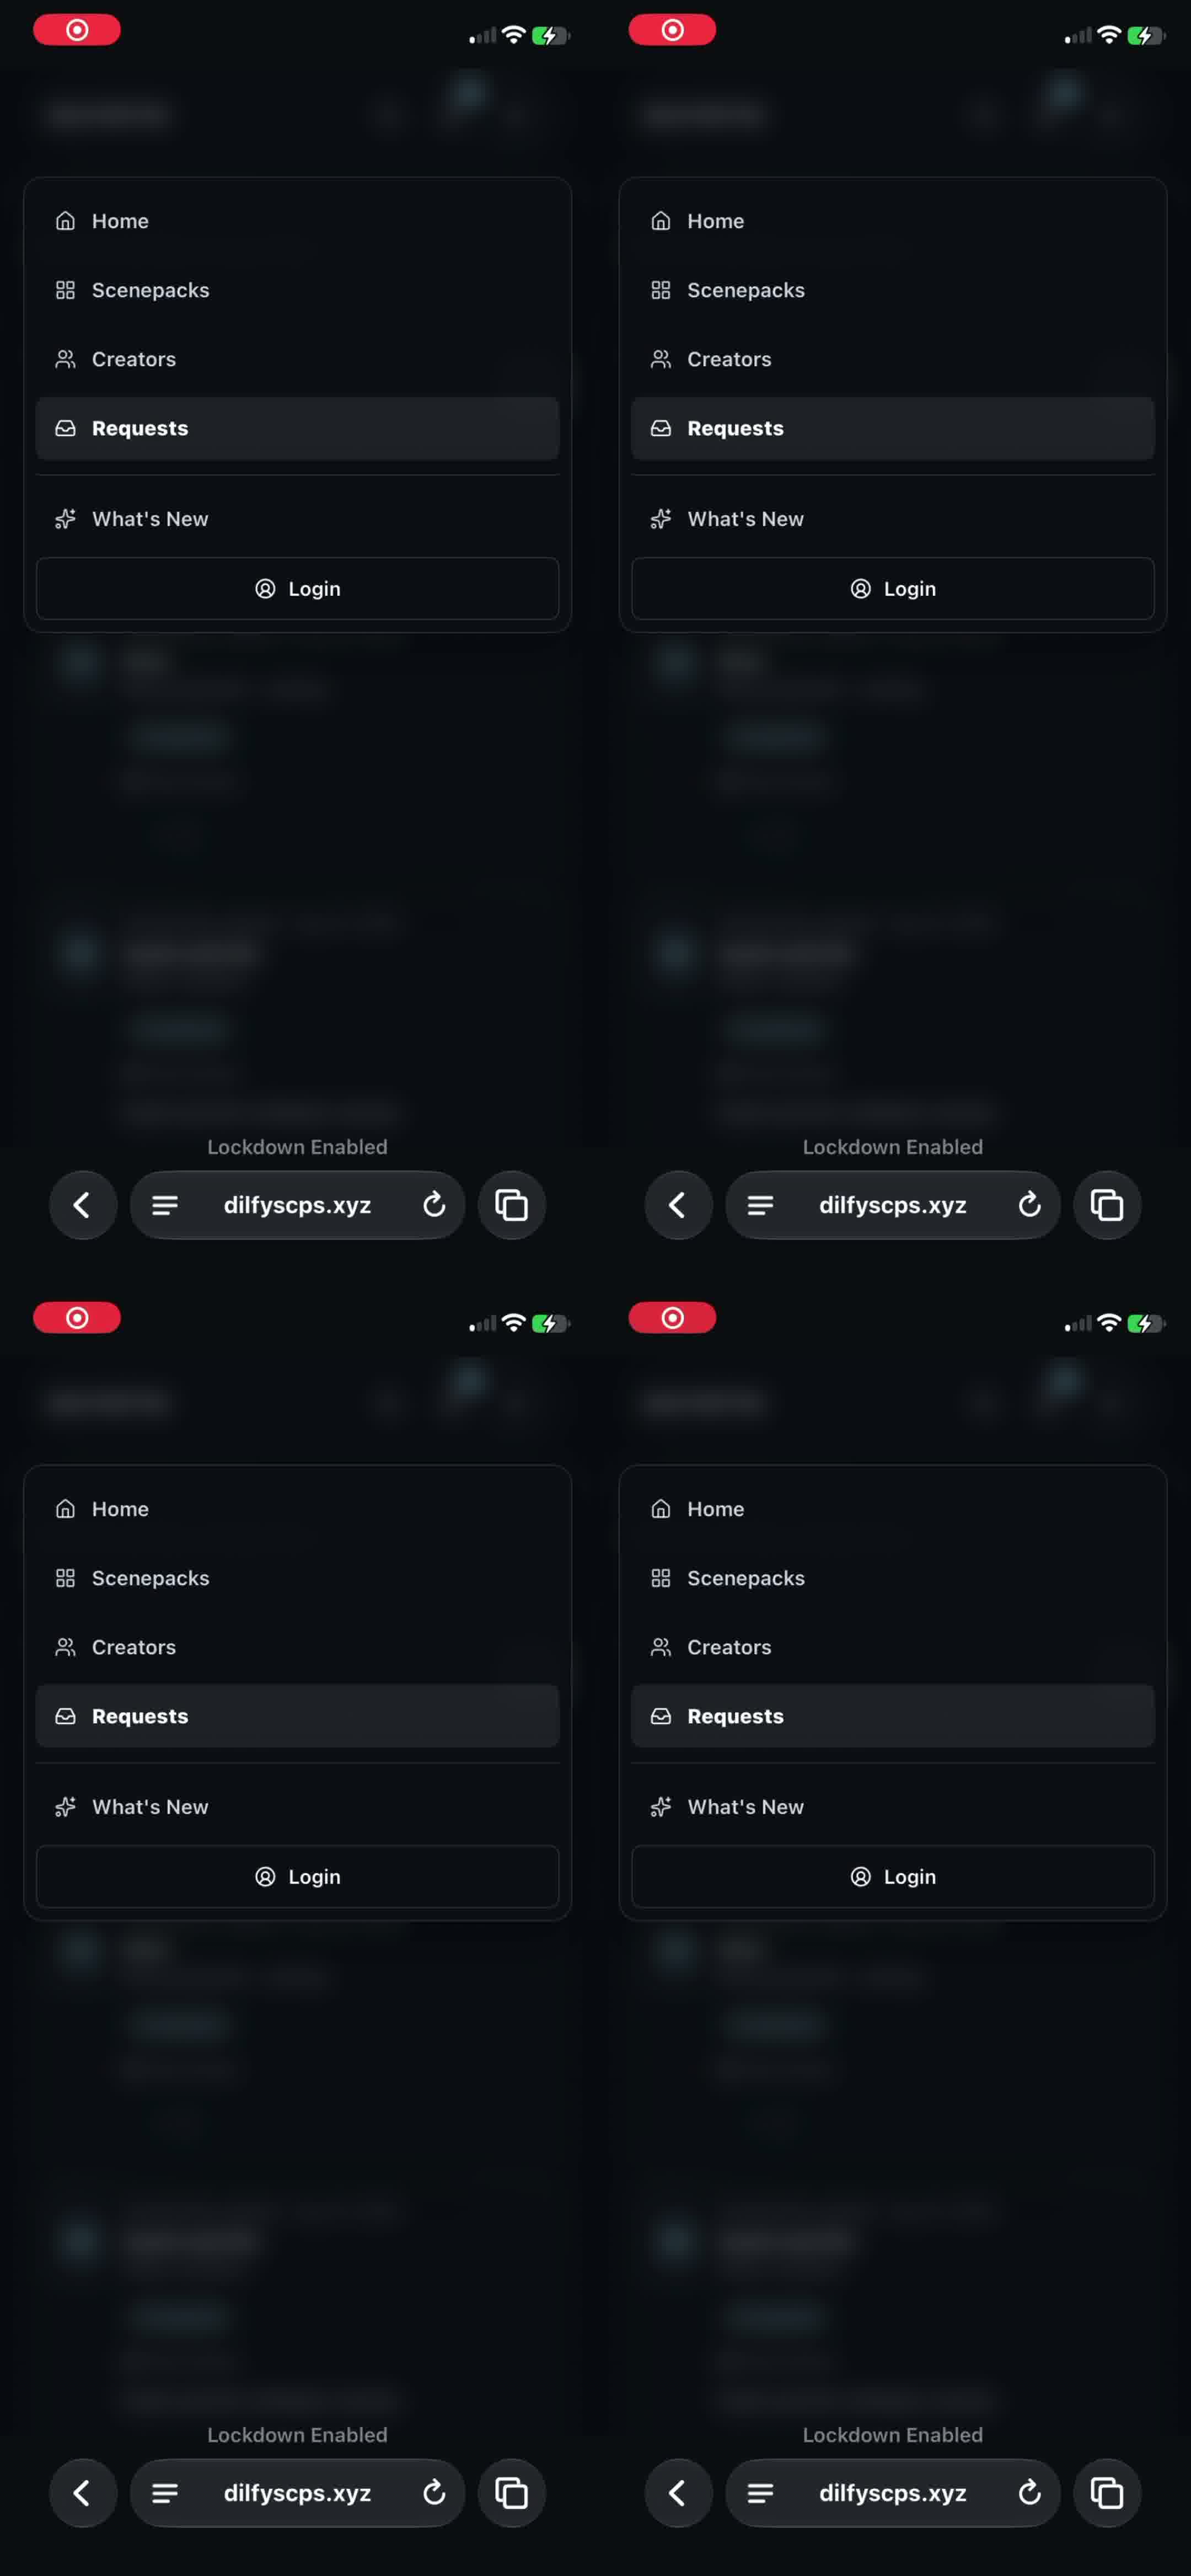 Home
Scenepacks
Creators
Requests
What's New
Login
Lockdown Enabled
dilfyscps.xyz
Home
Scenepacks
Creators
Requests
What's New
Login
Lockdown Enabled
dilfyscps.xyz
Home
Scenepacks
Creators
Requests
What's New
Login
Lockdown Enabled
dilfyscps.xyz
Home
Scenepacks
Creators
Requests
What's New
Login
Lockdown Enabled
dilfyscps.xyz